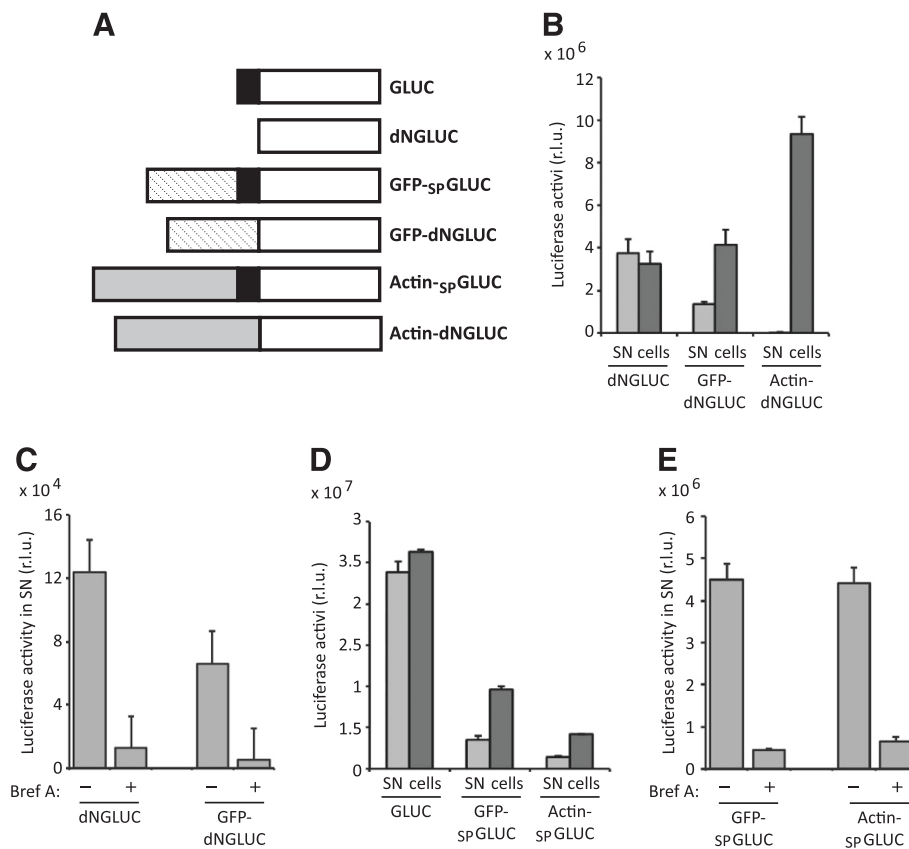 A
GLUC
dNGLUC
GFP-SPGLUC
GFP-dNGLUC
Actin-SPGLUC
Actin-dNGLUC
B
x 10^6
Luciferase activi (r.l.u.)
12
10
8
6
4
2
0
SN cells SN cells SN cells
dNGLUC GFP- Actin-
dNGLUC dNGLUC
C
x 10^4
Luciferase activity in SN (r.l.u.)
16
12
8
4
0
Bref A: − + − +
dNGLUC GFP-
dNGLUC
D
x 10^7
Luciferase activi (r.l.u.)
3
3.5
2
2.5
1
1.5
0
SN cells SN cells SN cells
GLUC GFP- Actin-
SPGLUC SPGLUC
E
x 10^6
Luciferase activity in SN (r.l.u.)
6
5
4
3
2
1
0
Bref A: − + − +
GFP- Actin-
SPGLUC SPGLUC